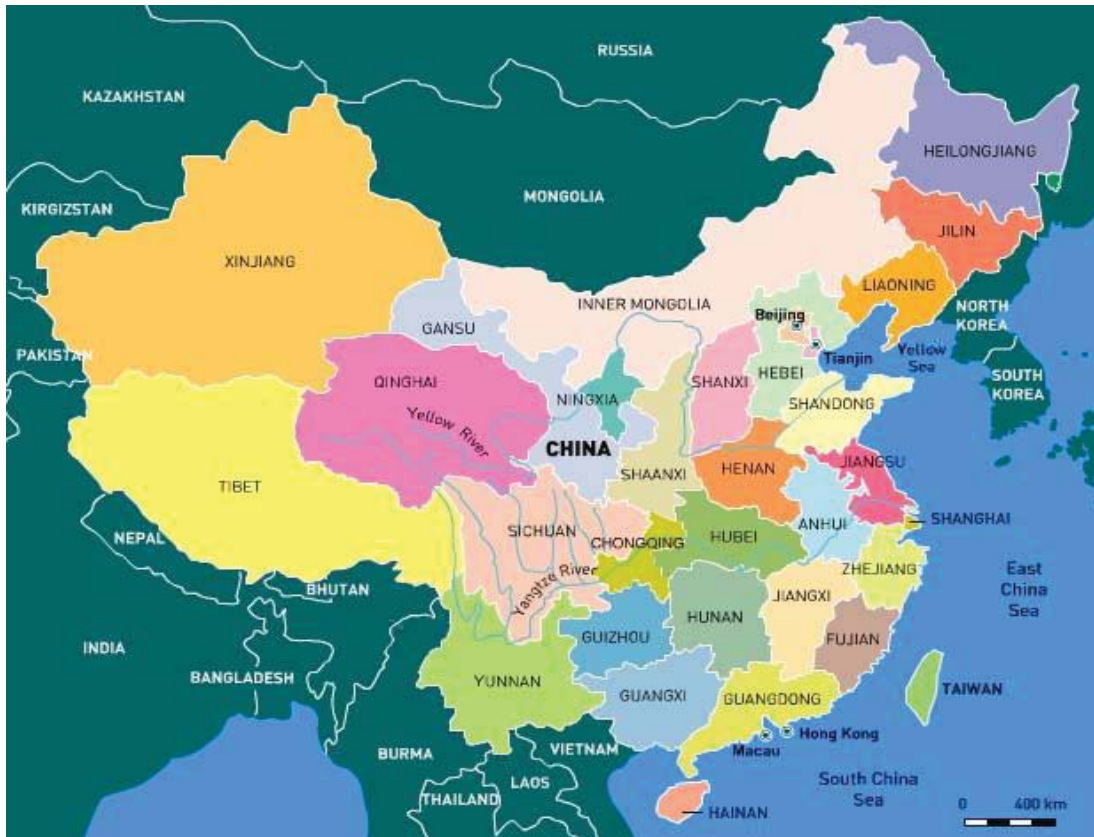 RUSSIA
KAZAKHSTAN
HEILONGJIANG
MONGOLIA
KIRGIZSTAN
JILIN
XINJIANG
LIAONING
INNER MONGOLIA
NORTH
KOREA
Beijing
GANSU
Tianjin
Yellow
Sea
PAKISTAN
QINGHAI
SHANXI
HEBEI
SOUTH
KOREA
NINGXIA
SHANDONG
Yellow River
CHINA
JIANGSU
HENAN
SHAANXI
TIBET
SHANGHAI
ANHUI
NEPAL
SICHUAN
CHONGQING
HUBEI
ZHEJIANG
East
China
Sea
Yangtze River
BHUTAN
JIANGXI
HUNAN
GUIZHOU
FUJIAN
INDIA
BANGLADESH
YUNNAN
GUANGXI
GUANGDONG
TAIWAN
Hong Kong
Macau
BURMA
VIETNAM
LAOS
South China
Sea
THAILAND
HAINAN
0 400 km